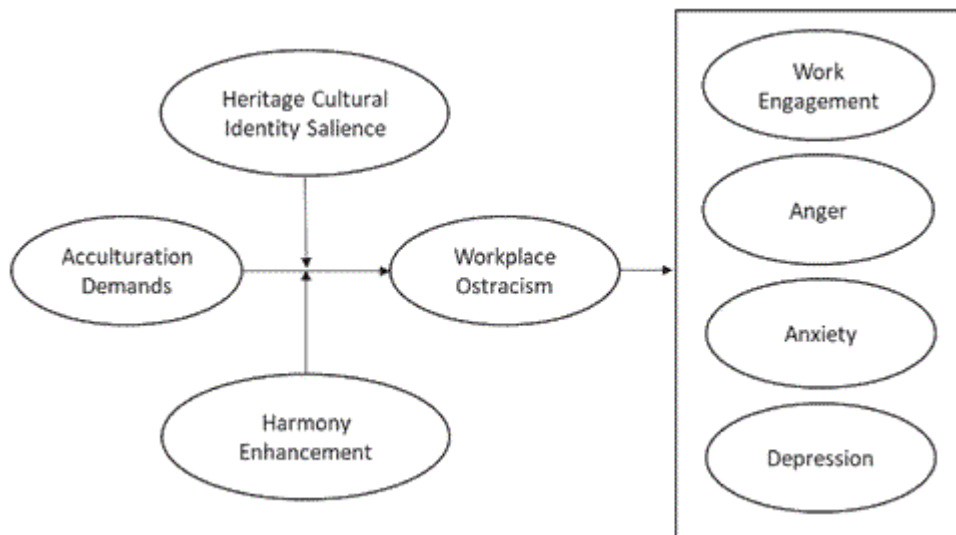 Heritage Cultural
Identity Salience
Acculturation
Demands
Workplace
Ostracism
Harmony
Enhancement
Work
Engagement
Anger
Anxiety
Depression